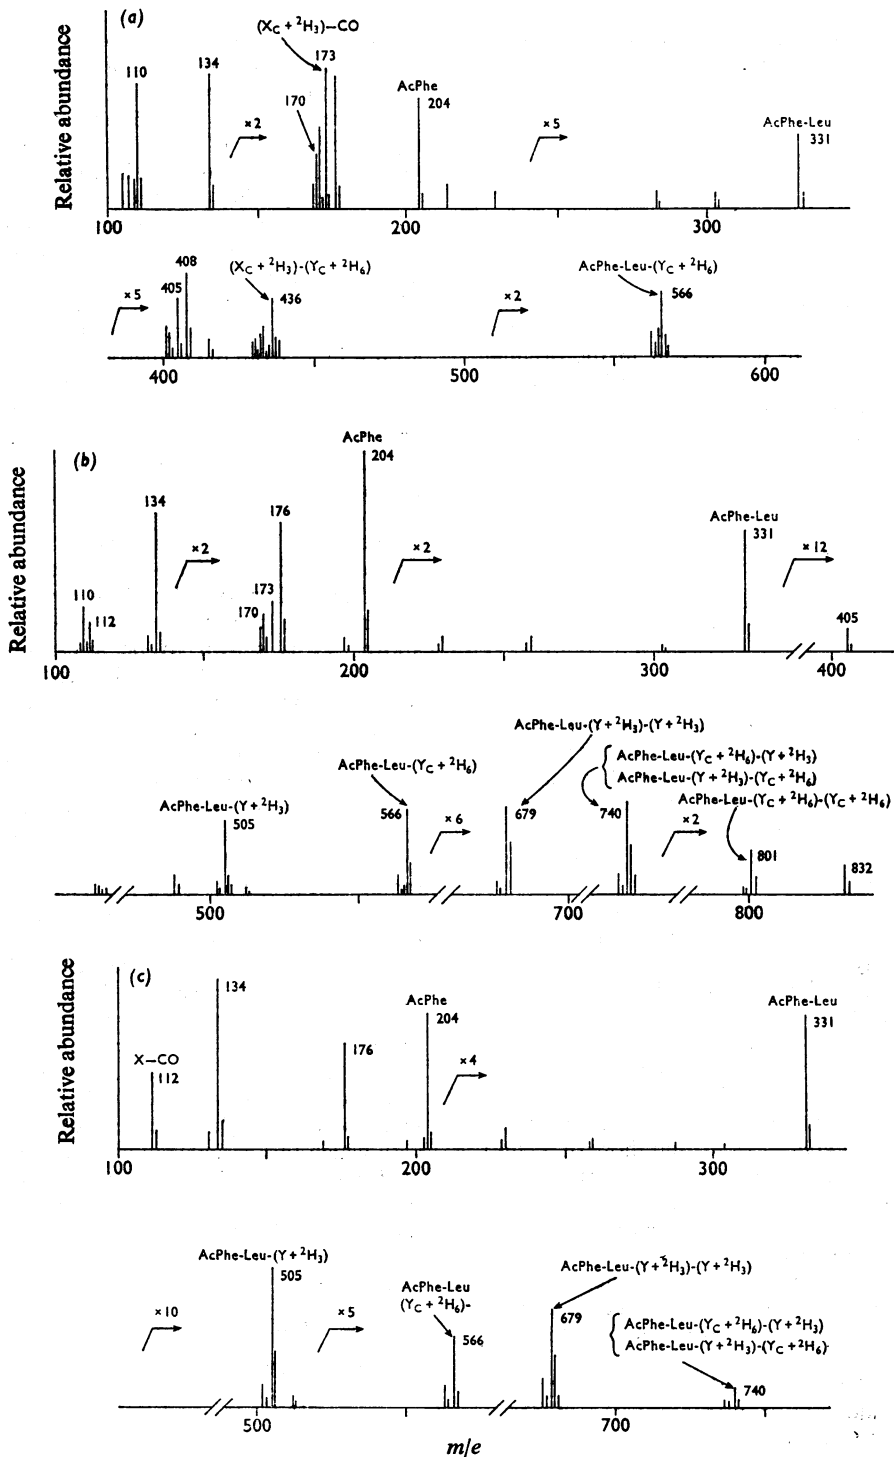 (a)
(X_C + ²H₃)–CO
173
134
110
AcPhe
204
170
×2
×5
AcPhe-Leu
331
Relative abundance
100
200
300
408
(X_C + ²H₃)-(Y_C + ²H₆)
AcPhe-Leu-(Y_C + ²H₆)
×5
405
436
×2
566
400
500
600
AcPhe
(b)
204
134
176
AcPhe-Leu
331
×2
×2
×12
110
112
173
170
405
Relative abundance
100
200
300
400
AcPhe-Leu-(Y + ²H₃)-(Y + ²H₃)
AcPhe-Leu-(Y_C + ²H₆)-(Y + ²H₃)
AcPhe-Leu-(Y + ²H₃)-(Y_C + ²H₆)
AcPhe-Leu-(Y_C + ²H₆)
AcPhe-Leu-(Y_C + ²H₆)-(Y_C + ²H₆)
AcPhe-Leu-(Y + ²H₃)
505
566
×6
679
740
×2
801
832
500
700
800
(c)
134
AcPhe
204
AcPhe-Leu
331
X–CO
112
176
×4
Relative abundance
100
200
300
AcPhe-Leu-(Y + ²H₃)
505
AcPhe-Leu
(Y_C + ²H₆)-
566
AcPhe-Leu-(Y + ²H₃)-(Y + ²H₃)
679
AcPhe-Leu-(Y_C + ²H₆)-(Y + ²H₃)
AcPhe-Leu-(Y + ²H₃)-(Y_C + ²H₆)
740
×10
×5
500
700
m/e